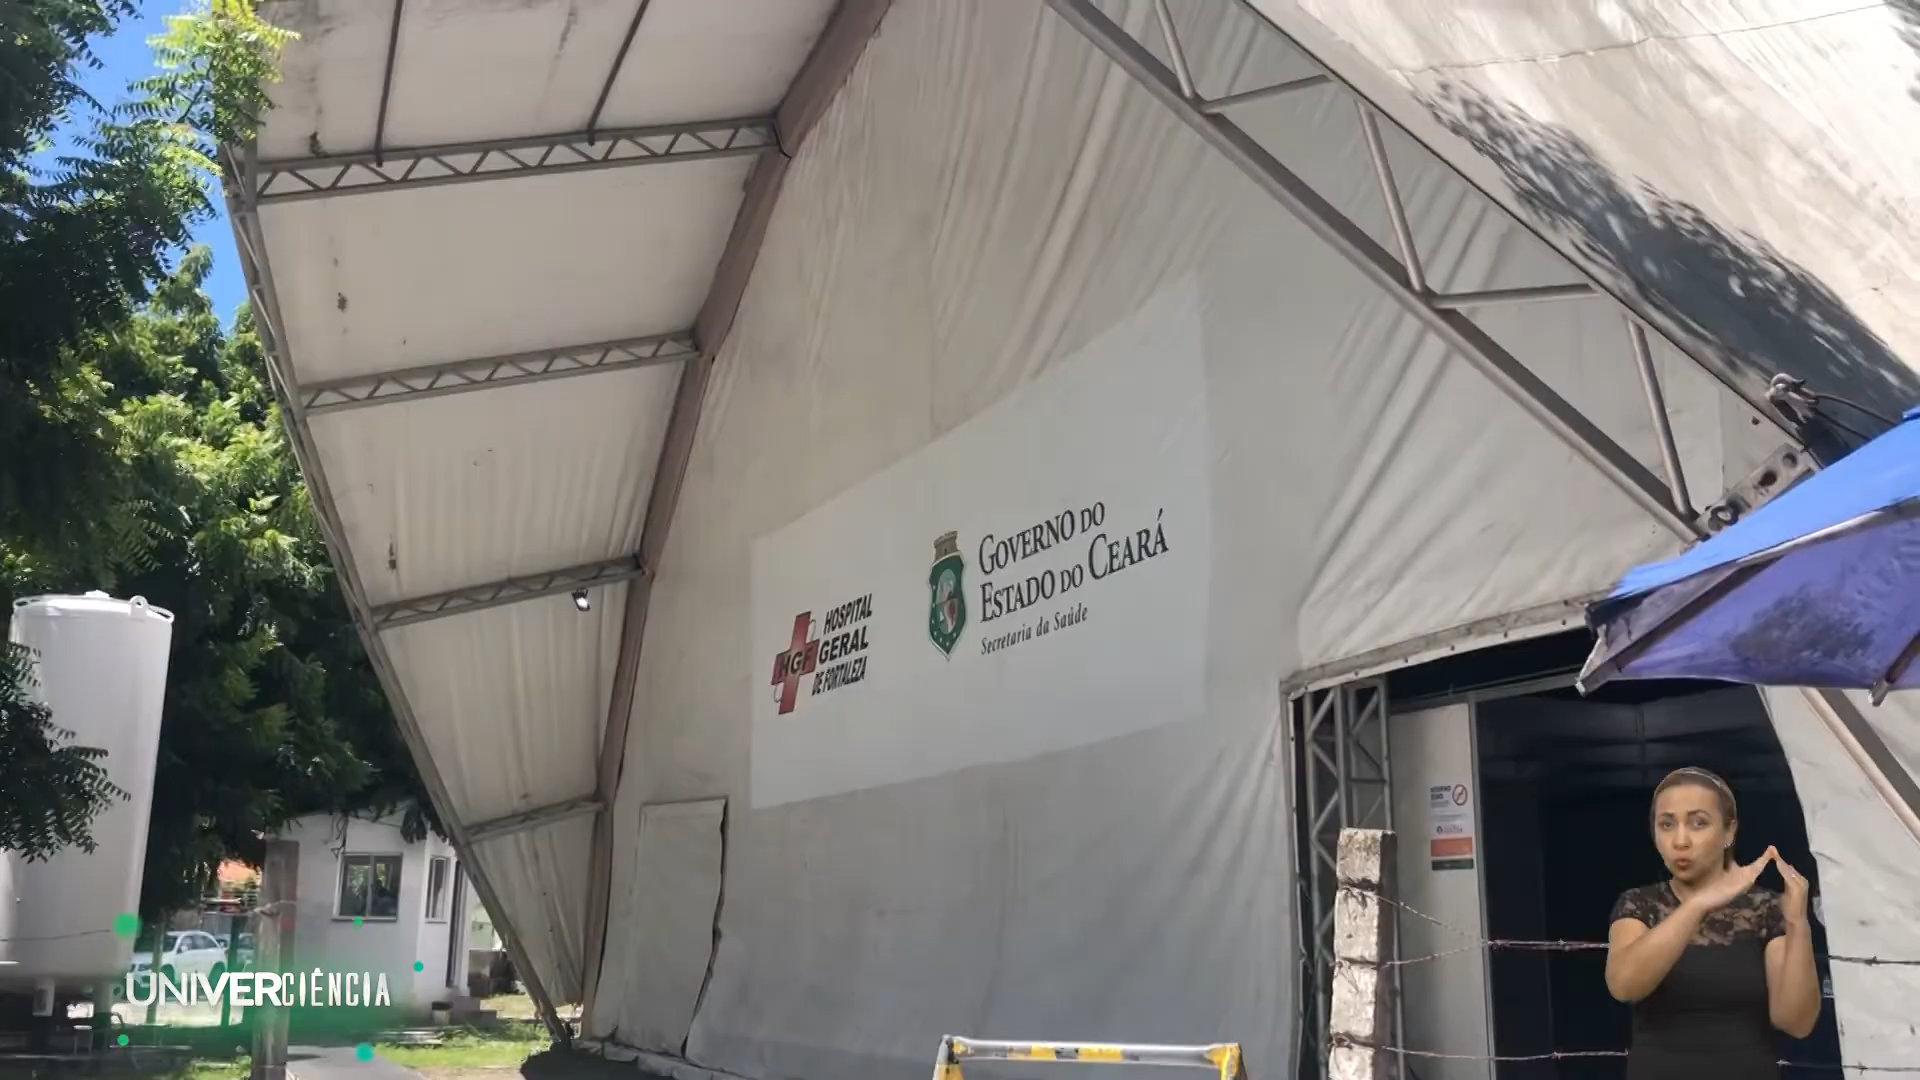 HOSPITAL
HGF GERAL
DE FORTALEZA
GOVERNO DO
ESTADO DO CEARÁ
Secretaria da Saúde
UNIVERCIÊNCIA